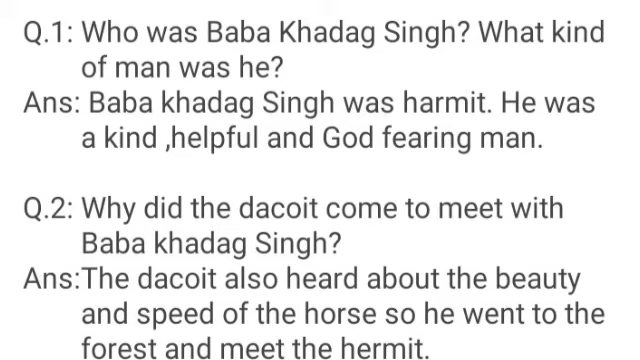 Q.1: Who was Baba Khadag Singh? What kind
of man was he?
Ans: Baba khadag Singh was harmit. He was
a kind ,helpful and God fearing man.
Q.2: Why did the dacoit come to meet with
Baba khadag Singh?
Ans:The dacoit also heard about the beauty
and speed of the horse so he went to the
forest and meet the hermit.